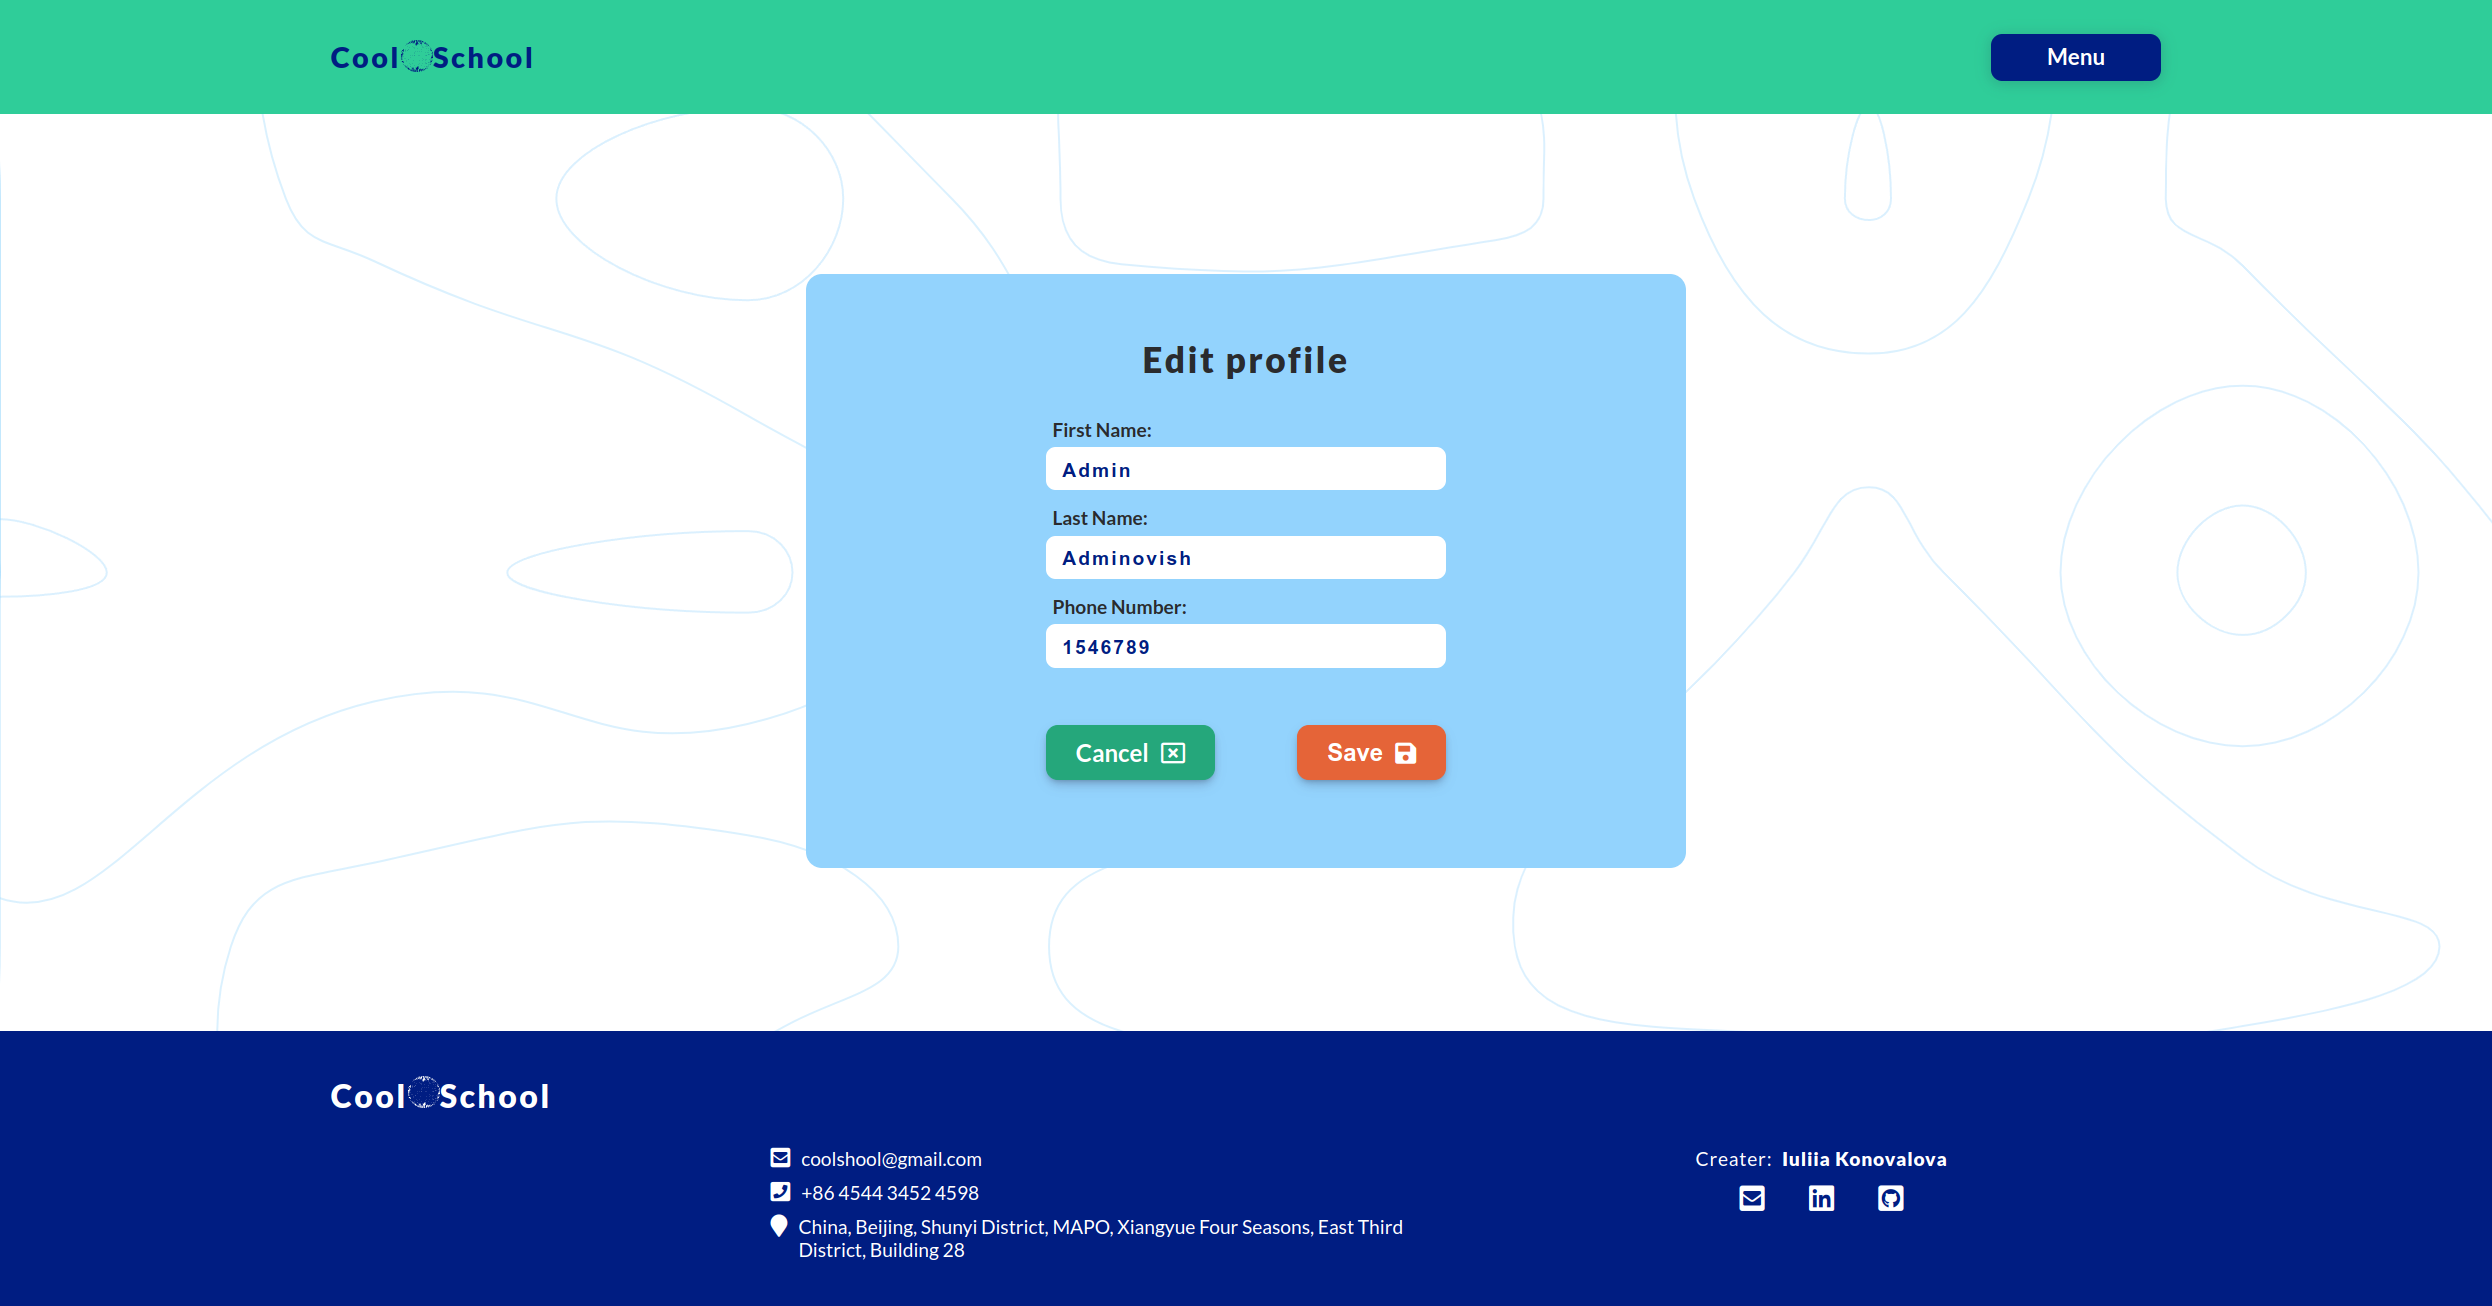 Cool School
Menu
Edit profile
First Name:
Admin
Last Name:
Adminovish
Phone Number:
1546789
Cancel
Save
Cool School
coolshool@gmail.com
+86 4544 3452 4598
China, Beijing, Shunyi District, MAPO, Xiangyue Four Seasons, East Third
District, Building 28
Creater: Iuliia Konovalova